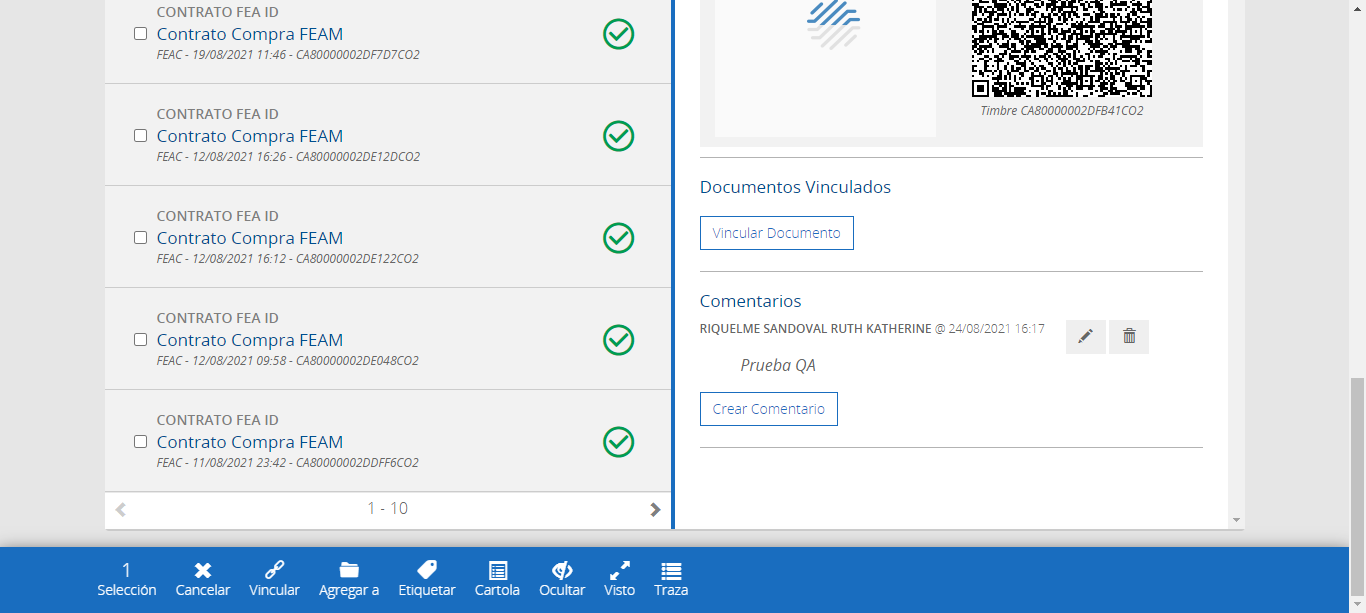 CONTRATO FEA ID
Contrato Compra FEAM
FEAC - 19/08/2021 11:46 - CA80000002DF7D7CO2
CONTRATO FEA ID
Contrato Compra FEAM
FEAC - 12/08/2021 16:26 - CA80000002DE12DCO2
CONTRATO FEA ID
Contrato Compra FEAM
FEAC - 12/08/2021 16:12 - CA80000002DE122CO2
CONTRATO FEA ID
Contrato Compra FEAM
FEAC - 12/08/2021 09:58 - CA80000002DE048CO2
CONTRATO FEA ID
Contrato Compra FEAM
FEAC - 11/08/2021 23:42 - CA80000002DDFF6CO2
1 - 10
Timbre CA80000002DFB41CO2
Documentos Vinculados
Vincular Documento
Comentarios
RIQUELME SANDOVAL RUTH KATHERINE @ 24/08/2021 16:17
Prueba QA
Crear Comentario
1
Selección Cancelar Vincular Agregar a Etiquetar Cartola Ocultar Visto Traza